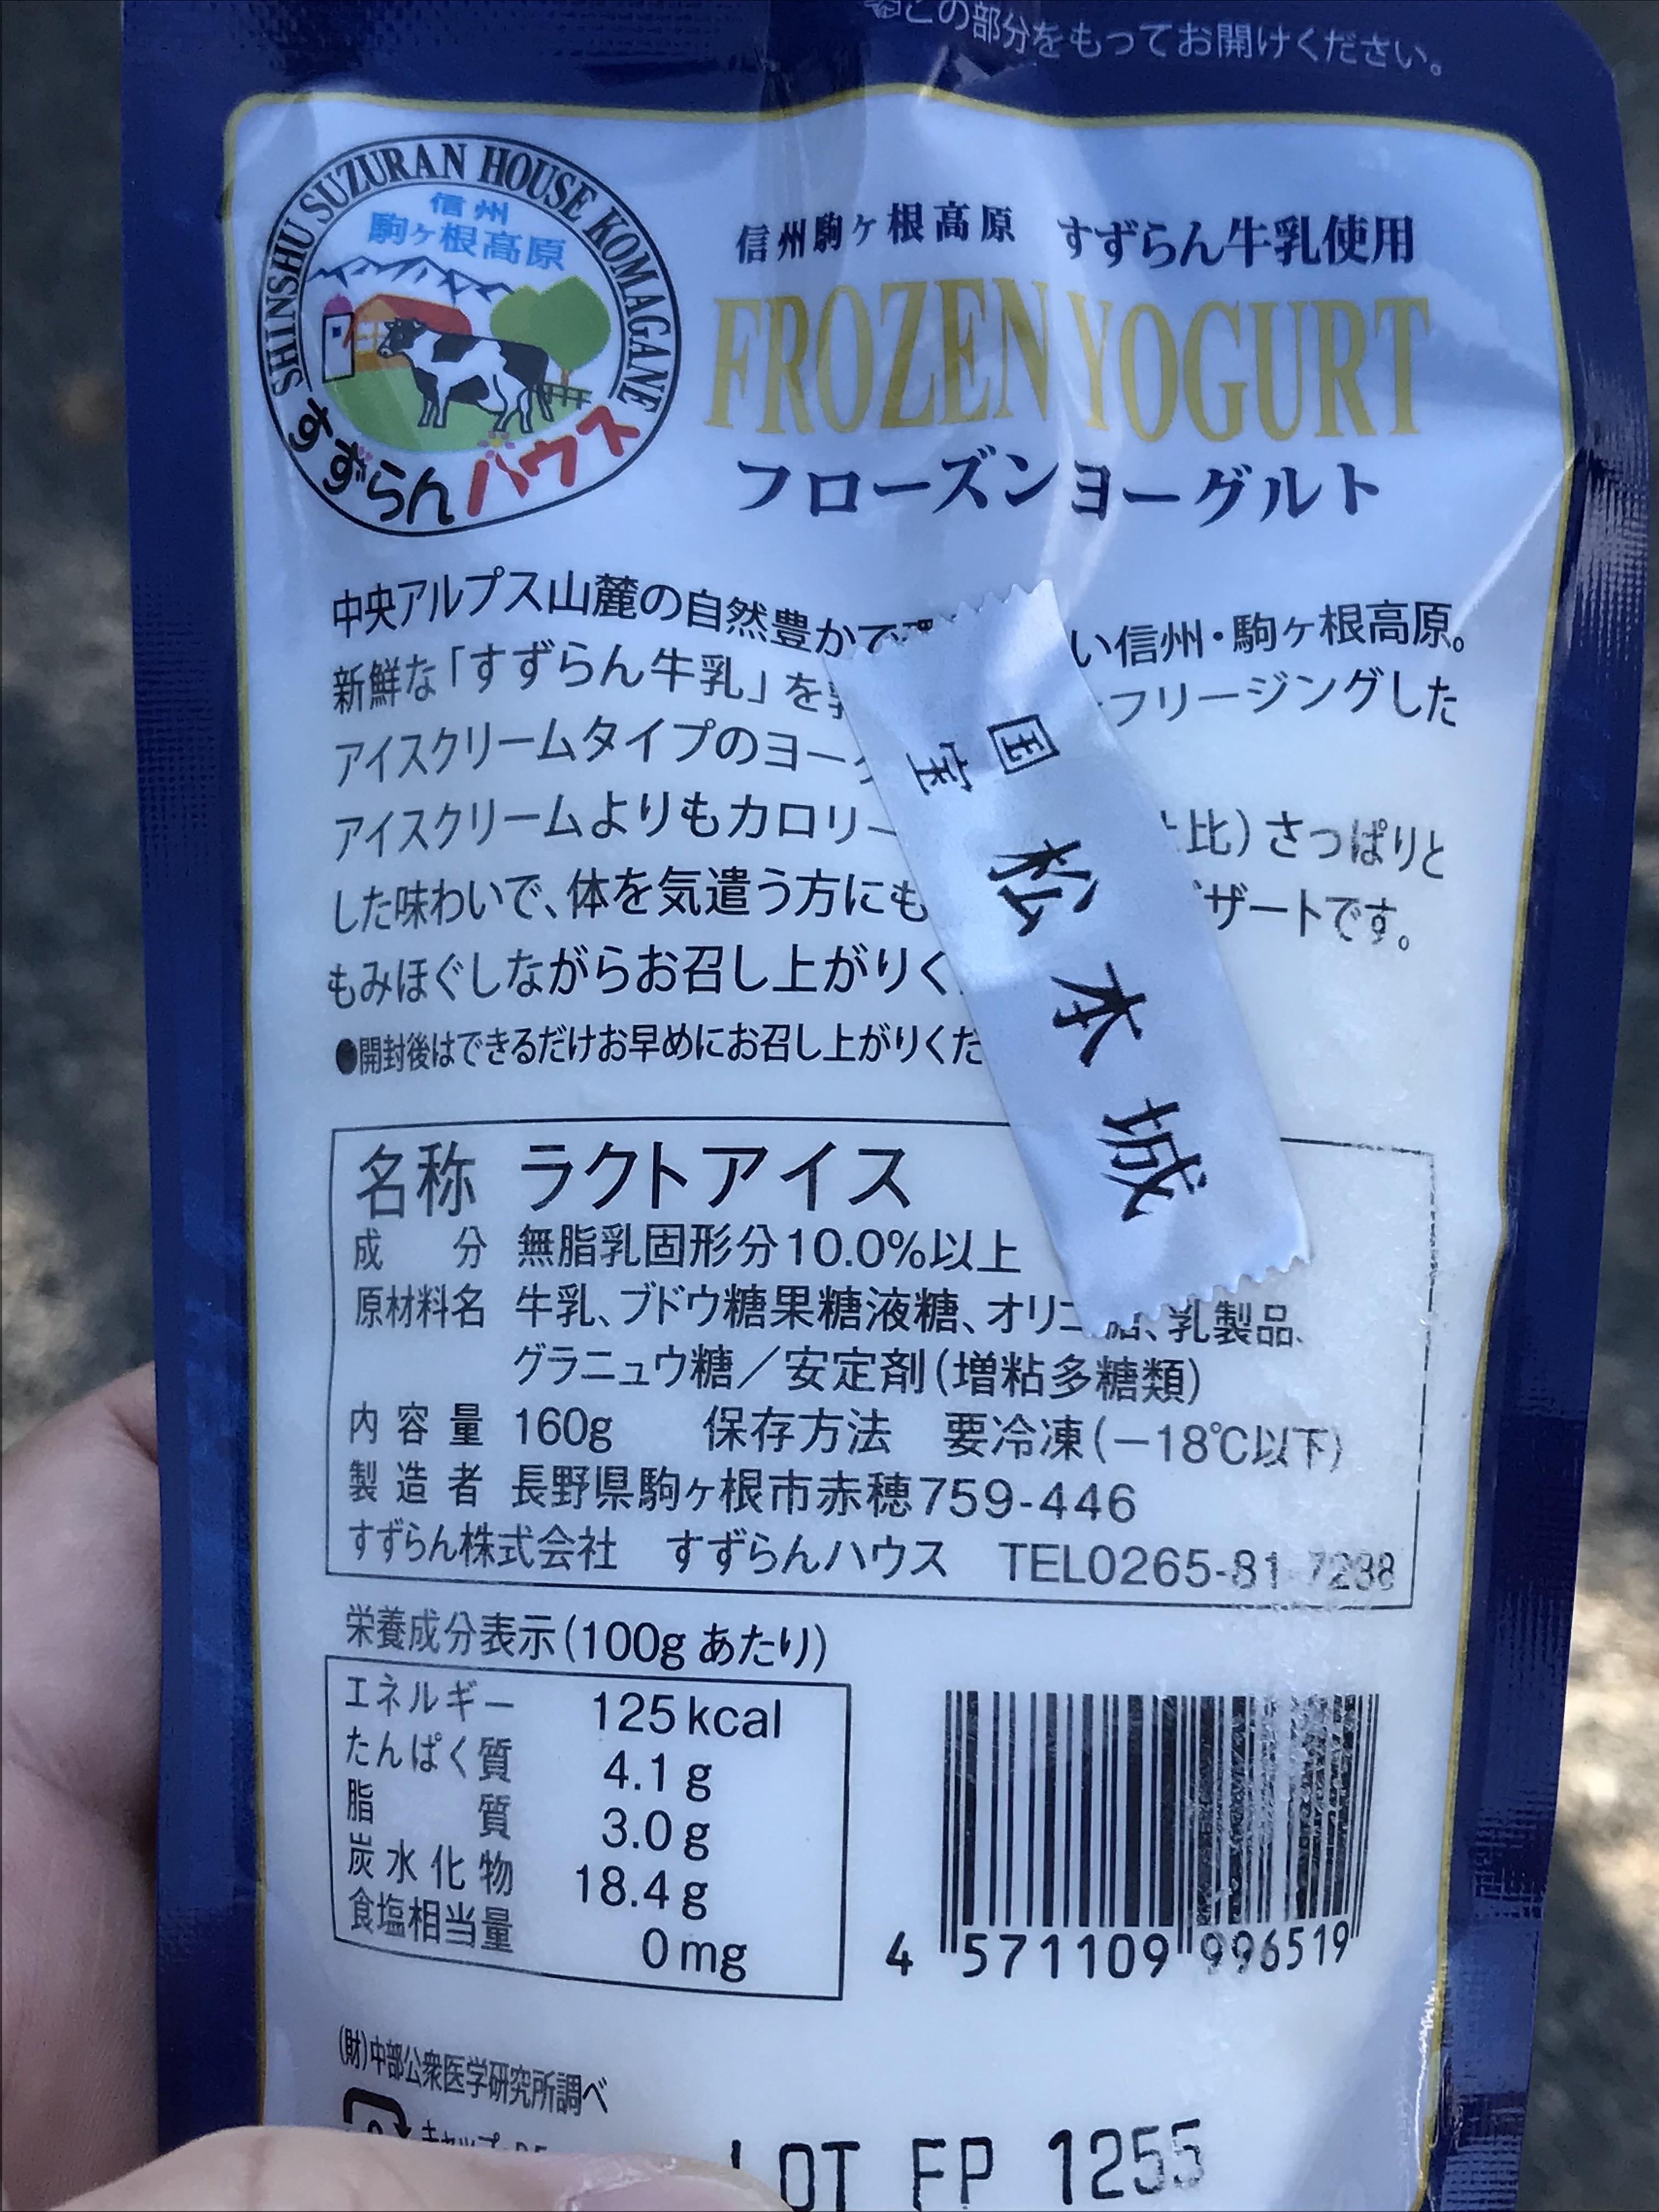 この部分をもってお開けください。
SHINSHU SUZURAN HOUSE KOMAGANE
信州
駒ヶ根高原
すずらんハウス
信州駒ヶ根高原 すずらん牛乳使用
FROZEN YOGURT
フローズンヨーグルト
中央アルプス山麓の自然豊かで い信州・駒ヶ根高原。
新鮮な「すずらん牛乳」を フリージングした
アイスクリームタイプのヨー
アイスクリームよりもカロリー 比)さっぱりと
した味わいで、体を気遣う方にも ザートです。
もみほぐしながらお召し上がりく
●開封後はできるだけお早めにお召し上がりくだ
国宝 松本城
名称 ラクトアイス
成分 無脂乳固形分10.0%以上
原材料名 牛乳、ブドウ糖果糖液糖、オリゴ糖、乳製品、
グラニュウ糖/安定剤(増粘多糖類)
内容量 160g 保存方法 要冷凍(-18℃以下)
製造者 長野県駒ヶ根市赤穂759-446
すずらん株式会社 すずらんハウス TEL0265-81-7288
栄養成分表示(100gあたり)
エネルギー 125kcal
たんぱく質 4.1g
脂質 3.0g
炭水化物 18.4g
食塩相当量 0mg
4 571109 996519
(財)中部公衆医学研究所調べ
キャップ・
LOT FP 1255